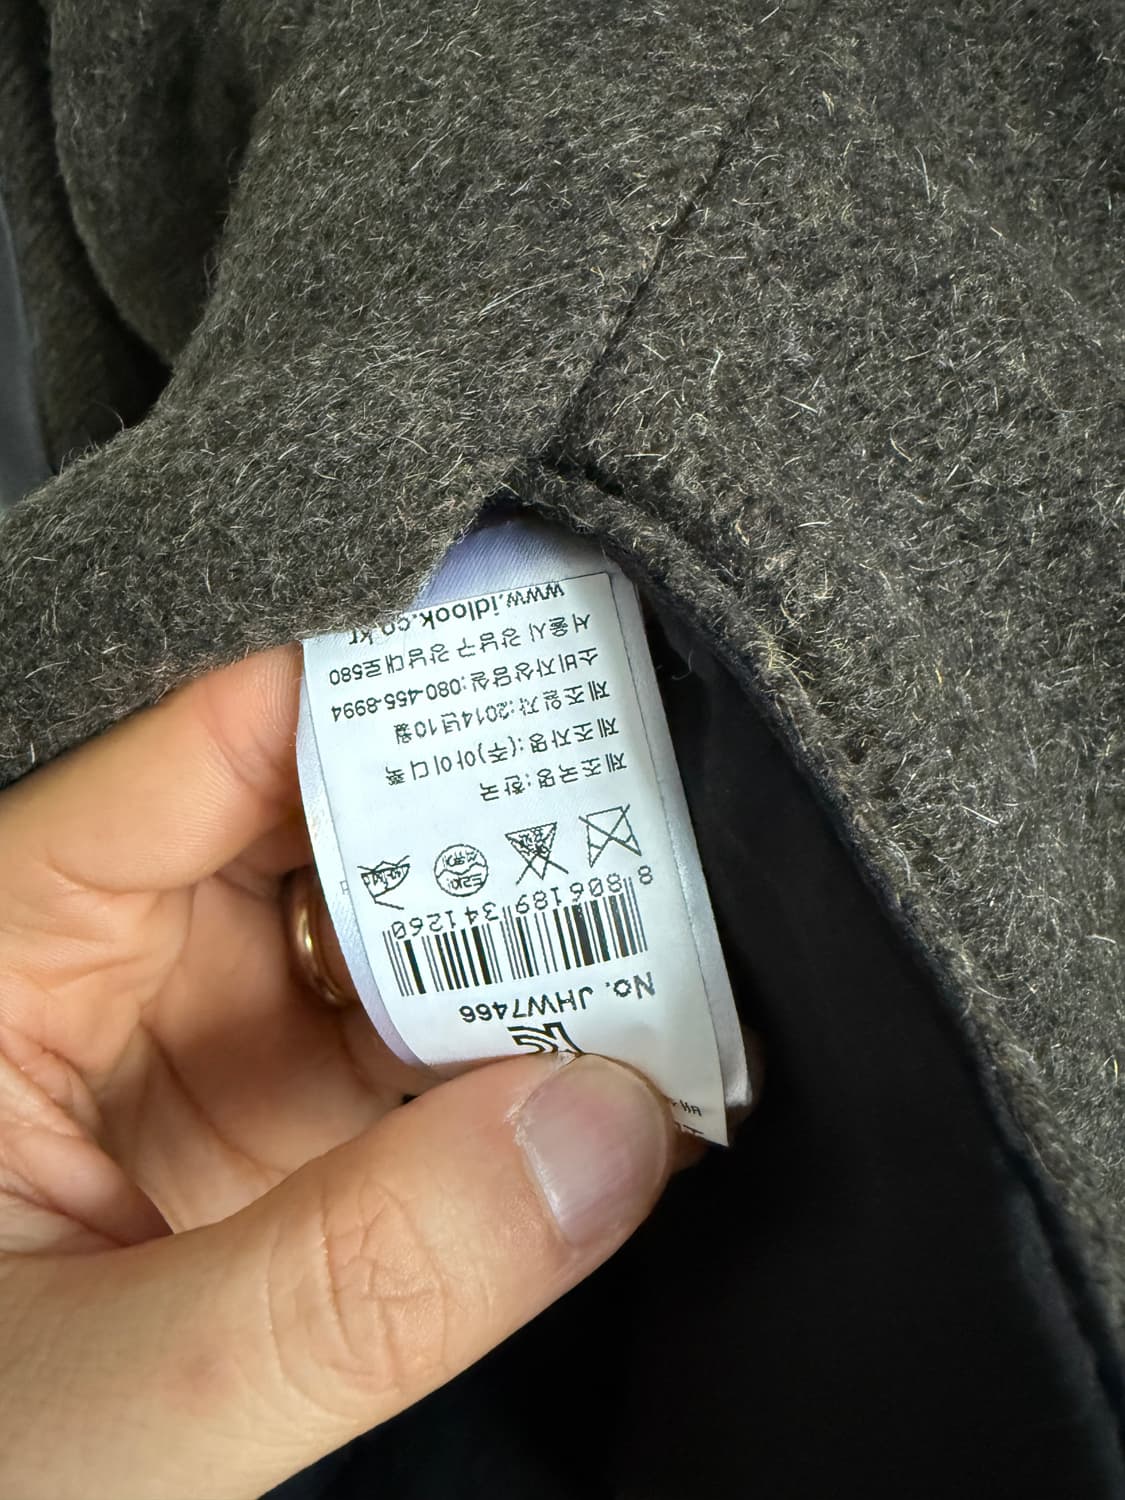 No. JHW7466
8 806189 341260
제조국명:한국
제조자명:(주)아이디룩
제조일자:2014년10월
소비자상담실:080-455-8994
서울시 강남구 강남대로580
www.idlook.co.kr